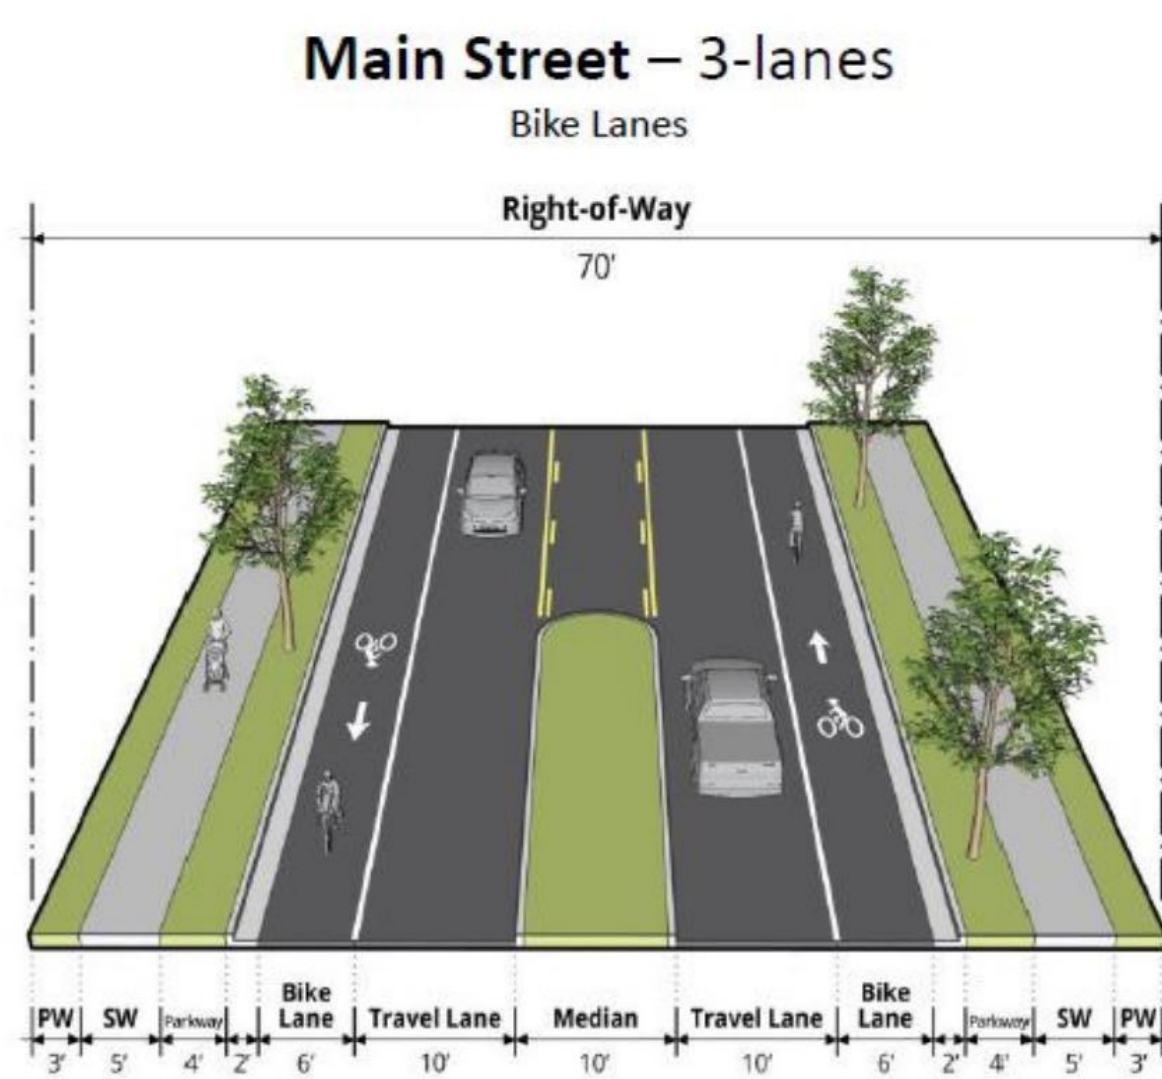 Main Street – 3-lanes
Bike Lanes
Right-of-Way
70'
PW SW Parkway Bike Lane Travel Lane Median Travel Lane Bike Lane Parkway SW PW
3' 5' 4' 2' 6' 10' 10' 10' 6' 2' 4' 5' 3'